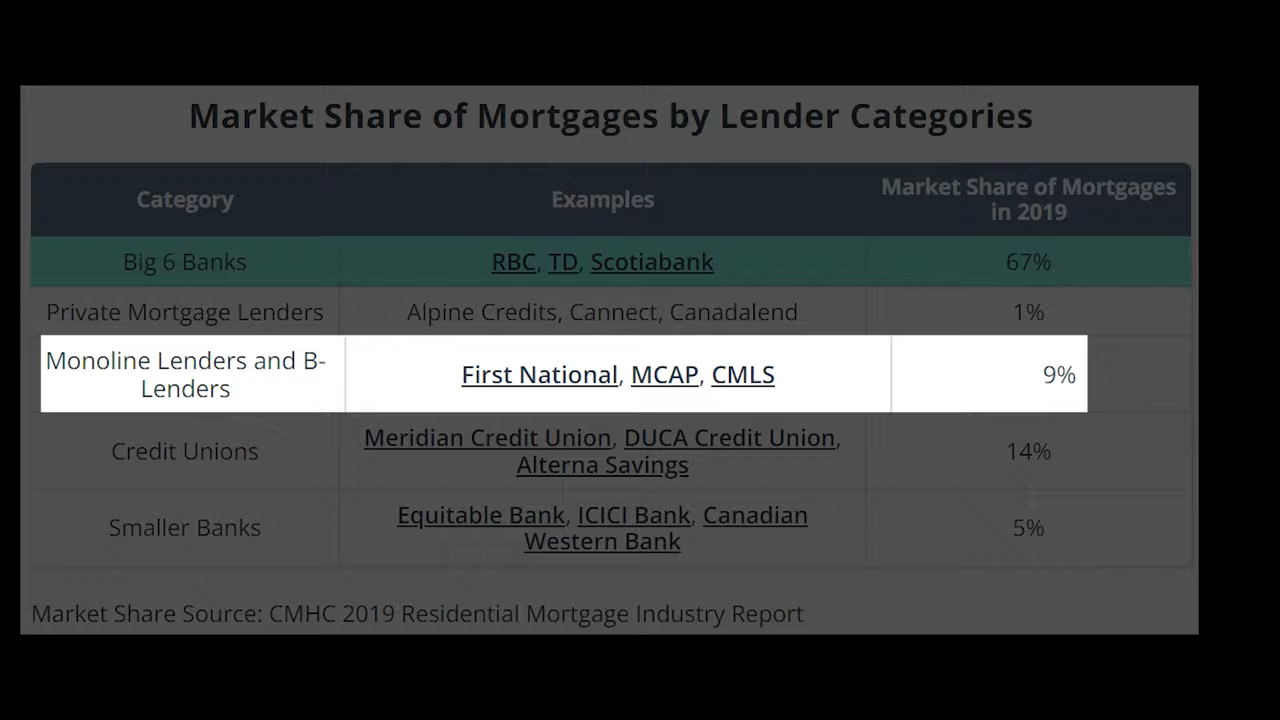 Market Share of Mortgages by Lender Categories
Category
Examples
Market Share of Mortgages
in 2019
Big 6 Banks
RBC, TD, Scotiabank
67%
Private Mortgage Lenders
Alpine Credits, Cannect, Canadalend
1%
Monoline Lenders and B-
Lenders
First National, MCAP, CMLS
9%
Credit Unions
Meridian Credit Union, DUCA Credit Union,
Alterna Savings
14%
Smaller Banks
Equitable Bank, ICICI Bank, Canadian
Western Bank
5%
Market Share Source: CMHC 2019 Residential Mortgage Industry Report